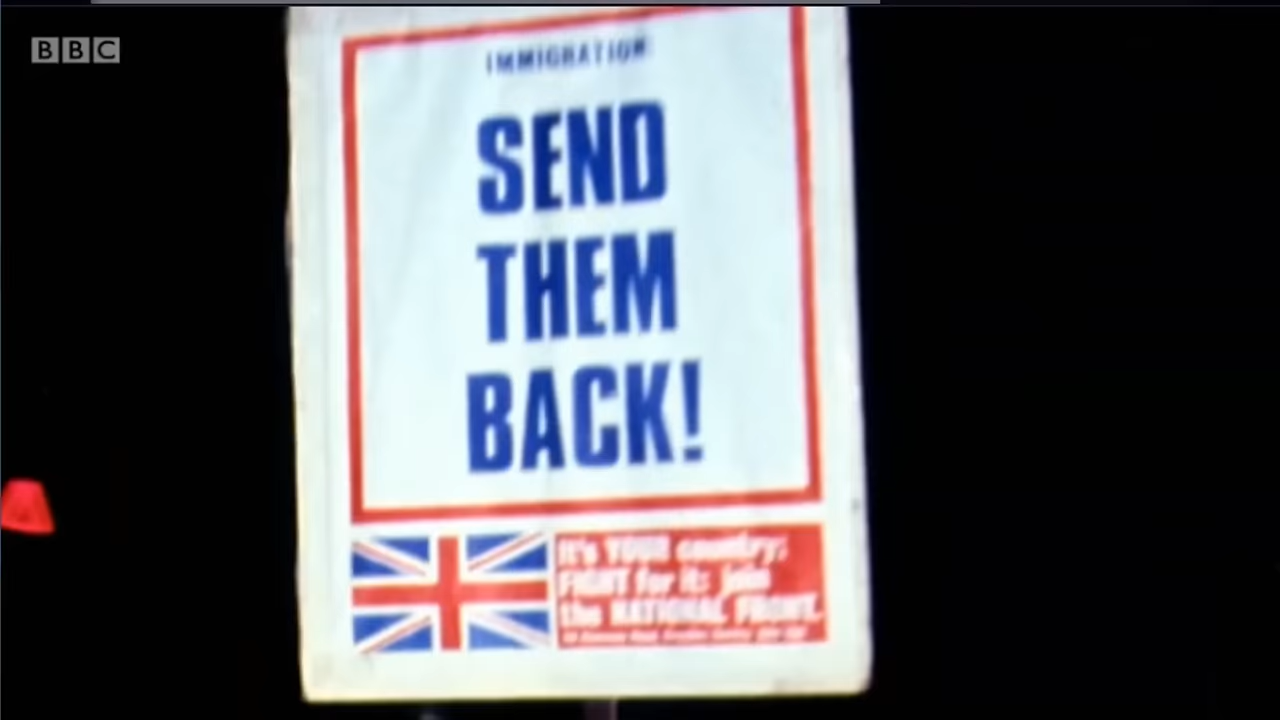 BBC
IMMIGRATION
SEND
THEM
BACK!
It's YOUR country:
FIGHT for it: join
the NATIONAL FRONT.